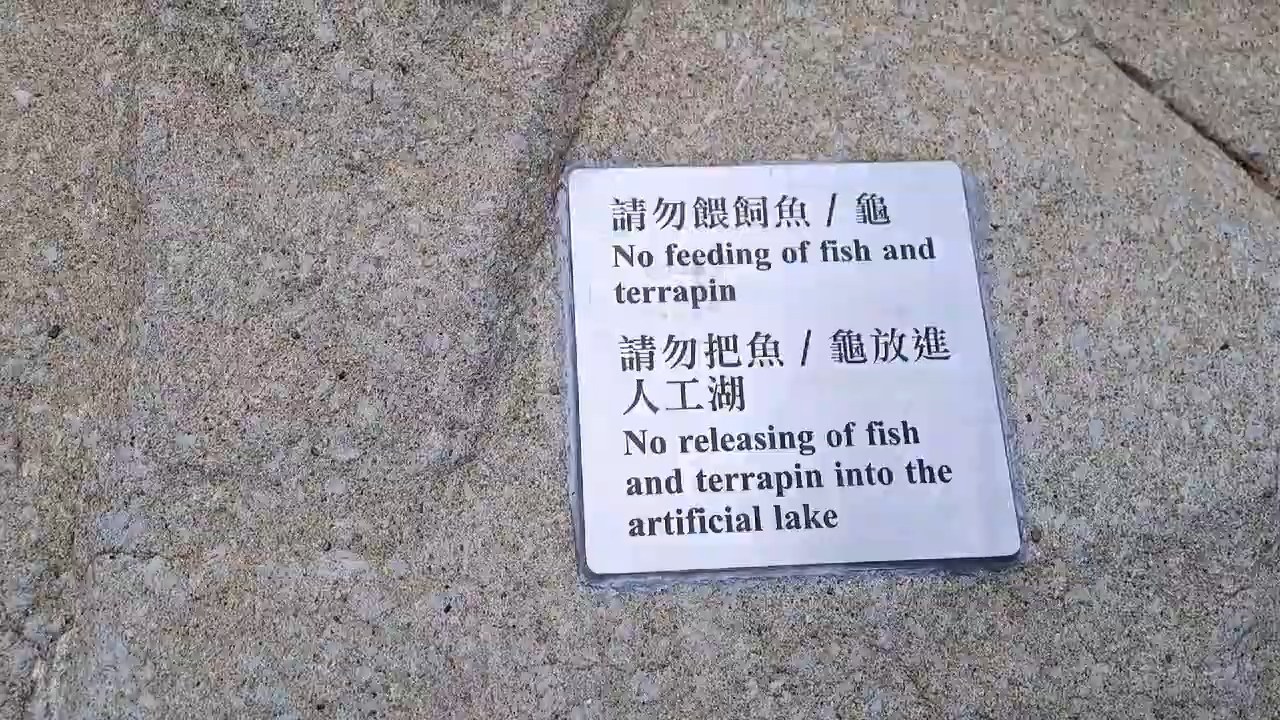 請勿餵飼魚 / 龜
No feeding of fish and
terrapin
請勿把魚 / 龜放進
人工湖
No releasing of fish
and terrapin into the
artificial lake